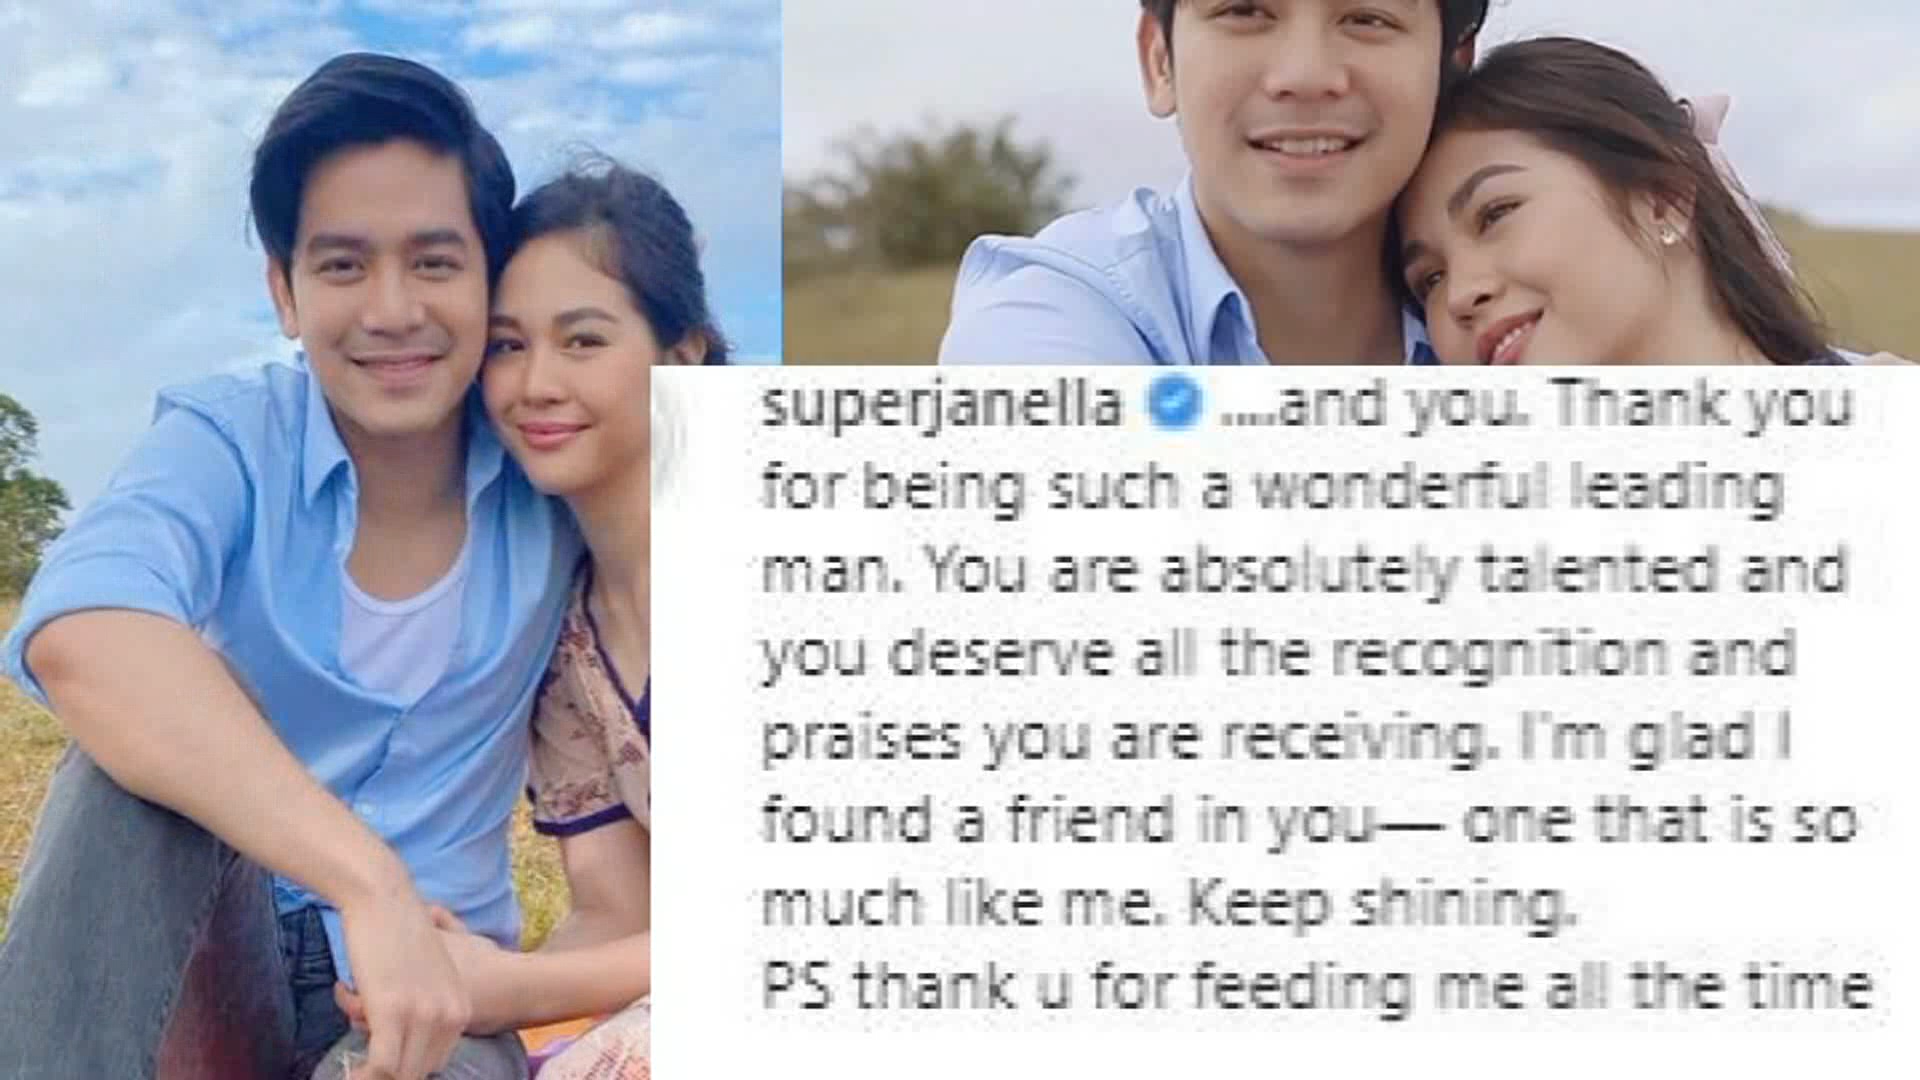 superjanella ....and you. Thank you
for being such a wonderful leading
man. You are absolutely talented and
you deserve all the recognition and
praises you are receiving. I'm glad I
found a friend in you— one that is so
much like me. Keep shining.
PS thank u for feeding me all the time